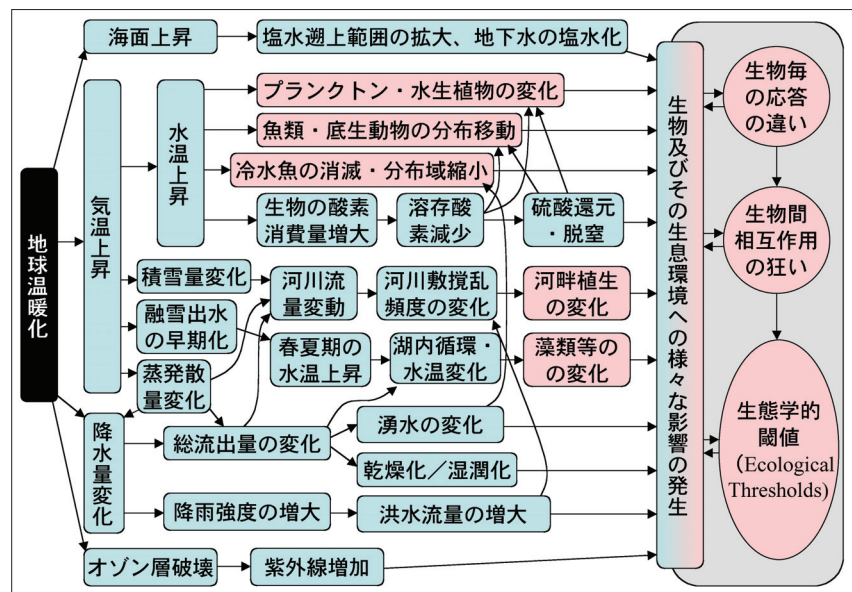 地球温暖化
海面上昇
塩水遡上範囲の拡大、地下水の塩水化
気温上昇
水温上昇
プランクトン・水生植物の変化
魚類・底生動物の分布移動
冷水魚の消滅・分布域縮小
生物の酸素
消費量増大
溶存酸
素減少
硫酸還元
・脱窒
積雪量変化
河川流
量変動
河川敷撹乱
頻度の変化
河畔植生
の変化
融雪出水
の早期化
春夏期の
水温上昇
湖内循環・
水温変化
藻類等の
の変化
蒸発散
量変化
降水量変化
総流出量の変化
湧水の変化
乾燥化／湿潤化
降雨強度の増大
洪水流量の増大
オゾン層破壊
紫外線増加
生物及びその生息環境への様々な影響の発生
生物毎
の応答
の違い
生物間
相互作用
の狂い
生態学的
閾値
（Ecological
Thresholds)